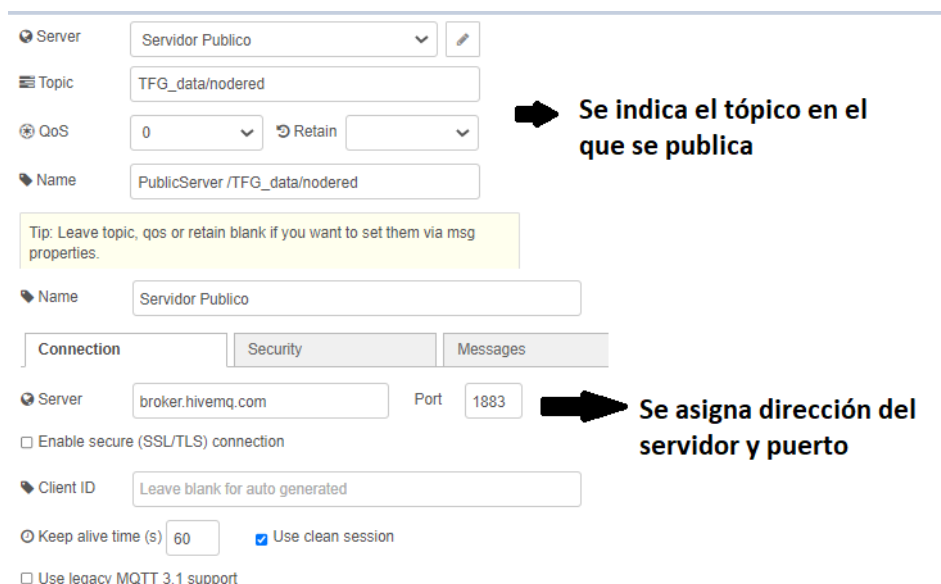 Server Servidor Publico
Topic TFG_data/nodered
QoS 0 Retain
Se indica el tópico en el
que se publica
Name PublicServer /TFG_data/nodered
Tip: Leave topic, qos or retain blank if you want to set them via msg
properties.
Name Servidor Publico
Connection Security Messages
Server broker.hivemq.com Port 1883
Se asigna dirección del
servidor y puerto
Enable secure (SSL/TLS) connection
Client ID Leave blank for auto generated
Keep alive time (s) 60 Use clean session
Use legacy MQTT 3.1 support